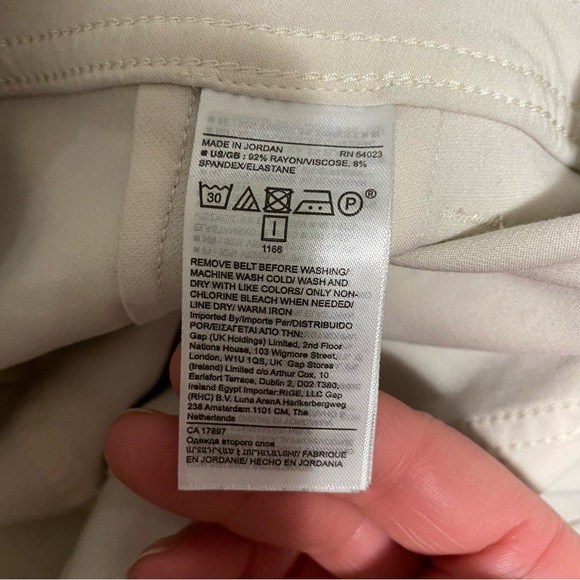 MADE IN JORDAN RN 54023
■ US/GB : 92% RAYON/VISCOSE, 8%
SPANDEX/ELASTANE
30 P ®
1166
REMOVE BELT BEFORE WASHING/
MACHINE WASH COLD/ WASH AND
DRY WITH LIKE COLORS/ ONLY NON-
CHLORINE BLEACH WHEN NEEDED/
LINE DRY/ WARM IRON
Imported By/Importe Par/DISTRIBUIDO
POR/ΕΙΣΑΓΕΤΑΙ ΑΠΟ ΤΗΝ:
Gap (UK Holdings) Limited, 2nd Floor
Nations House, 103 Wigmore Street,
London, W1U 1QS, UK Gap Stores
(Ireland) Limited c/o Arthur Cox, 10
Earlsfort Terrace, Dublin 2, D02 T380,
Ireland Egypt Importer:RIGE, LLC Gap
(RHC) B.V. Luna ArenA Herikerbergweg
238 Amsterdam 1101 CM, The
Netherlands
CA 17897
Одежда второго слоя
FABRIQUE
EN JORDANIE/ HECHO EN JORDANIA